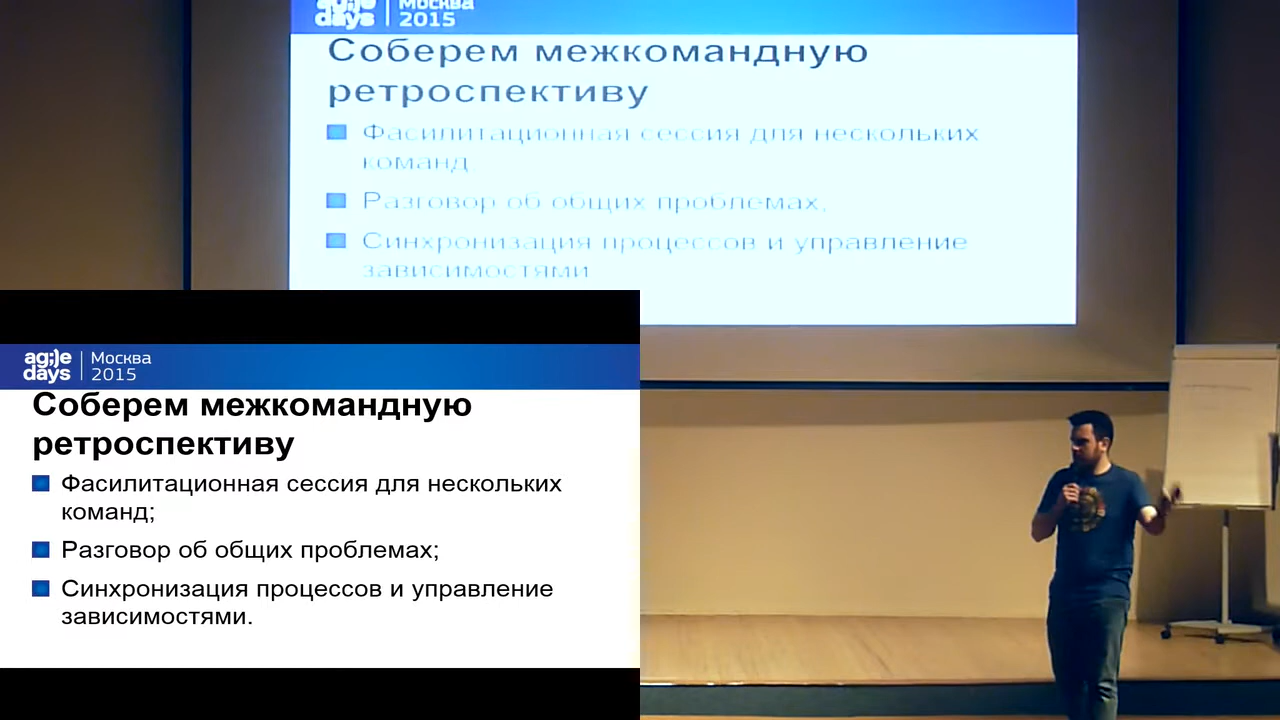 agile days
Москва
2015
Соберем межкомандную
ретроспективу
Фасилитационная сессия для нескольких
команд
Разговор об общих проблемах,
Синхронизация процессов и управление
зависимостями
ag;)e
days
Москва
2015
Соберем межкомандную
ретроспективу
Фасилитационная сессия для нескольких
команд;
Разговор об общих проблемах;
Синхронизация процессов и управление
зависимостями.